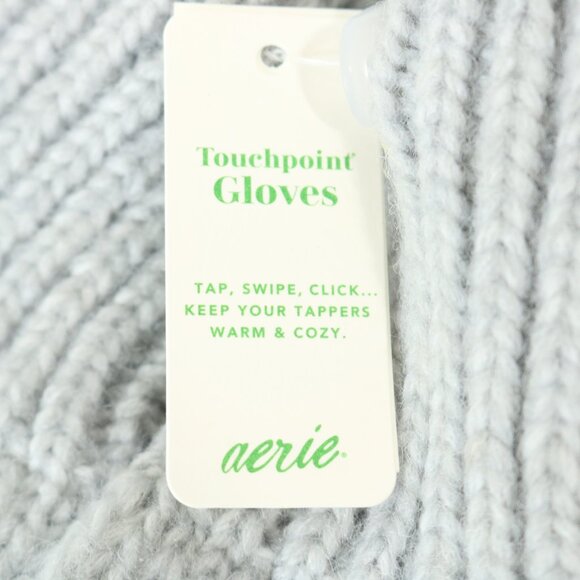 Touchpoint
Gloves
TAP, SWIPE, CLICK...
KEEP YOUR TAPPERS
WARM & COZY.
aerie®